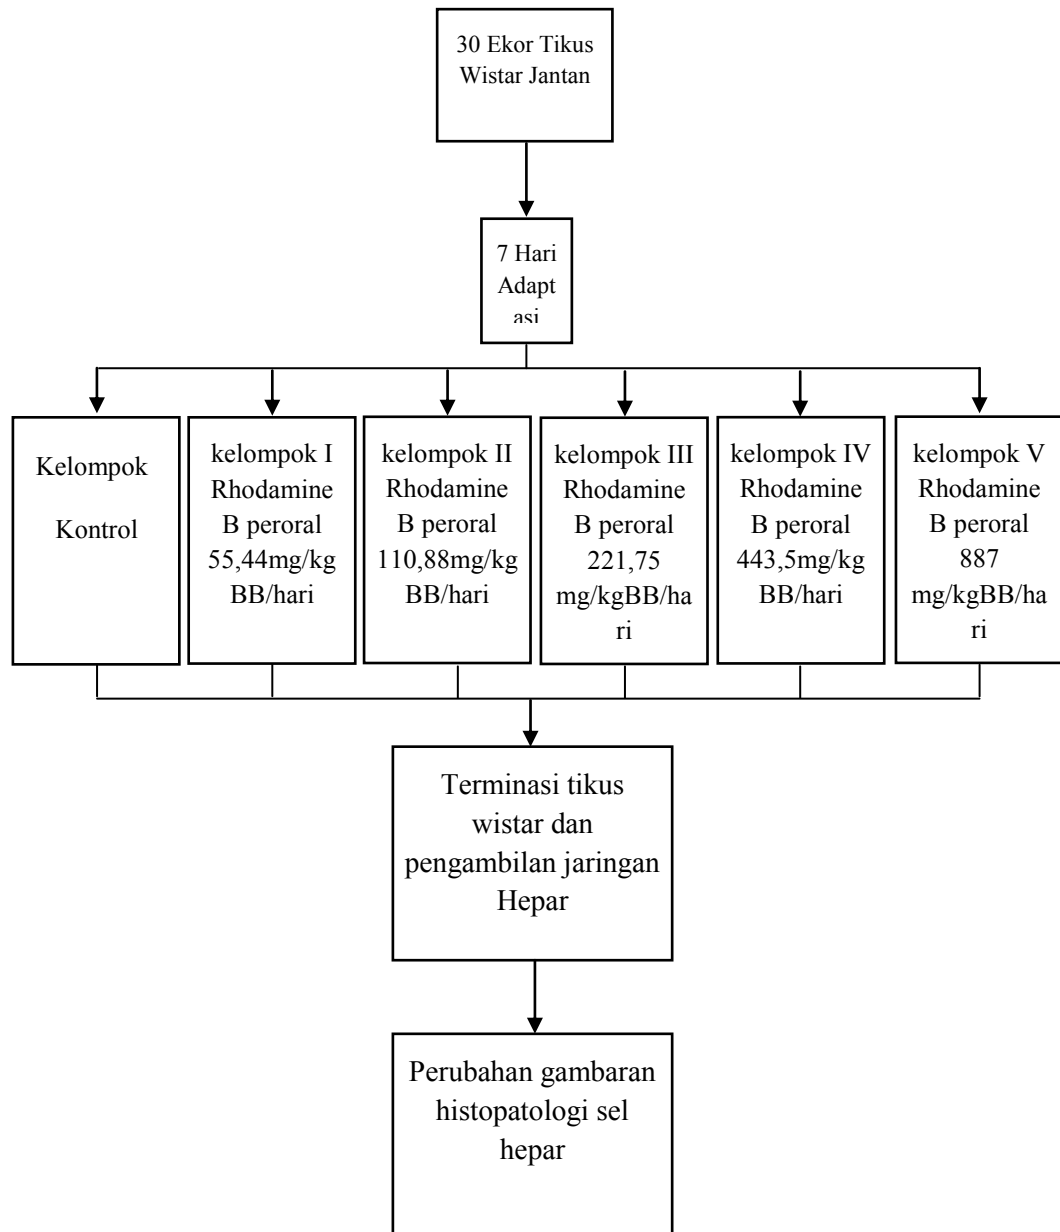 30 Ekor Tikus
Wistar Jantan
7 Hari
Adapt
asi
Kelompok
Kontrol
kelompok I
Rhodamine
B peroral
55,44mg/kg
BB/hari
kelompok II
Rhodamine
B peroral
110,88mg/kg
BB/hari
kelompok III
Rhodamine
B peroral
221,75
mg/kgBB/ha
ri
kelompok IV
Rhodamine
B peroral
443,5mg/kg
BB/hari
kelompok V
Rhodamine
B peroral
887
mg/kgBB/ha
ri
Terminasi tikus
wistar dan
pengambilan jaringan
Hepar
Perubahan gambaran
histopatologi sel
hepar